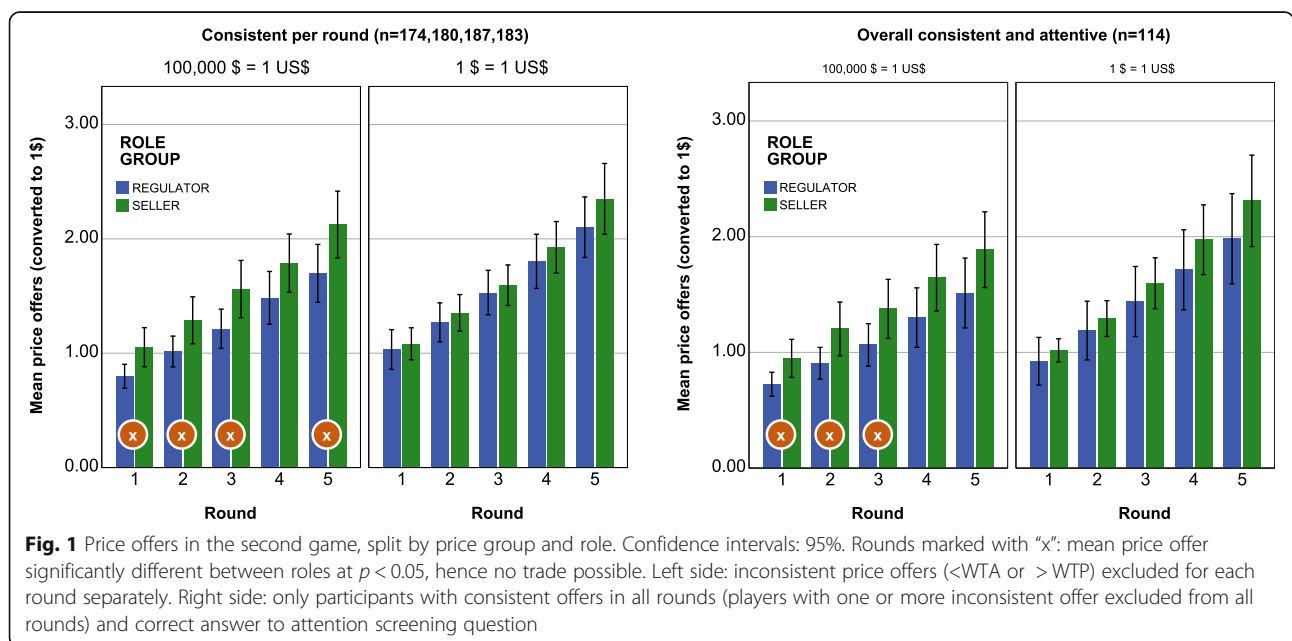 Consistent per round (n=174,180,187,183)
100,000 $ = 1 US$
1 $ = 1 US$
Mean price offers (converted to 1$)
3.00
2.00
1.00
0.00
ROLE
GROUP
REGULATOR
SELLER
x
x
x
x
1
2
3
4
5
1
2
3
4
5
Round
Round
Overall consistent and attentive (n=114)
100,000 $ = 1 US$
1 $ = 1 US$
Mean price offers (converted to 1$)
3.00
2.00
1.00
0.00
ROLE
GROUP
REGULATOR
SELLER
x
x
x
1
2
3
4
5
1
2
3
4
5
Round
Round
Fig. 1 Price offers in the second game, split by price group and role. Confidence intervals: 95%. Rounds marked with “x”: mean price offer
significantly different between roles at p < 0.05, hence no trade possible. Left side: inconsistent price offers (<WTA or > WTP) excluded for each
round separately. Right side: only participants with consistent offers in all rounds (players with one or more inconsistent offer excluded from all
rounds) and correct answer to attention screening question